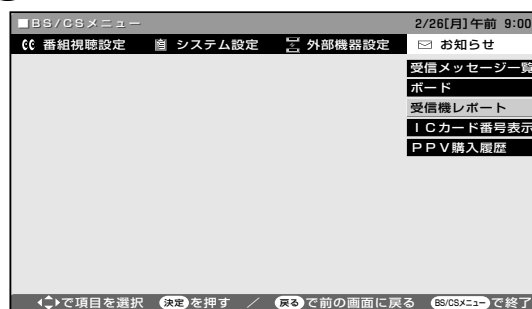 ■BS/CSメニュー 2/26[月]午前 9:00
番組視聴設定 システム設定 外部機器設定 お知らせ
受信メッセージ一覧
ボード
受信機レポート
ICカード番号表示
PPV購入履歴
で項目を選択 決定を押す / 戻るで前の画面に戻る BS/CSメニューで終了